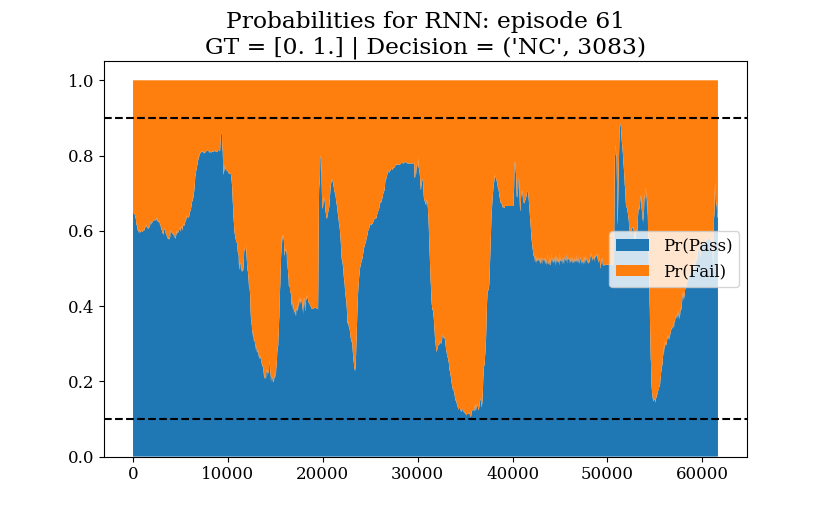 Probabilities for RNN: episode 61
GT = [0. 1.] | Decision = ('NC', 3083)
1.0
0.8
0.6
0.4
0.2
0.0
Pr(Pass)
Pr(Fail)
0 10000 20000 30000 40000 50000 60000